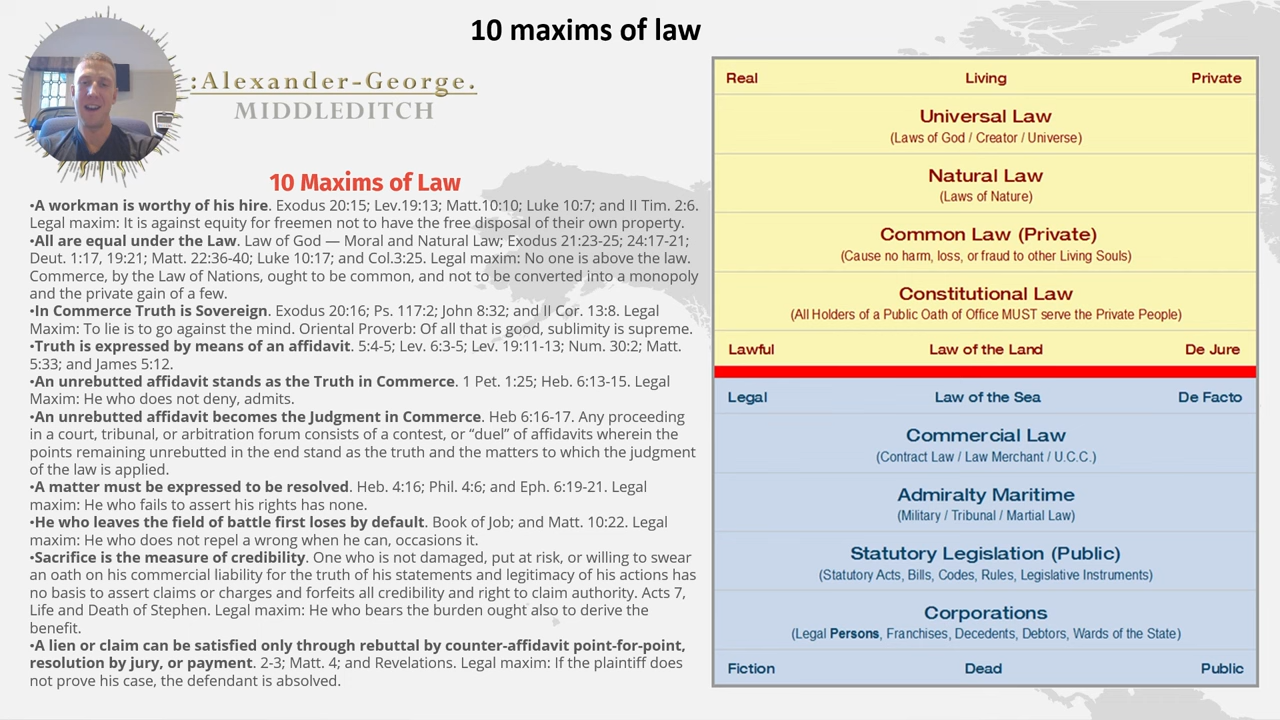 10 maxims of law
:Alexander-George.
MIDDLEDITCH
10 Maxims of Law
•A workman is worthy of his hire. Exodus 20:15; Lev.19:13; Matt.10:10; Luke 10:7; and II Tim. 2:6.
Legal maxim: It is against equity for freemen not to have the free disposal of their own property.
•All are equal under the Law. Law of God — Moral and Natural Law; Exodus 21:23-25; 24:17-21;
Deut. 1:17, 19:21; Matt. 22:36-40; Luke 10:17; and Col.3:25. Legal maxim: No one is above the law.
Commerce, by the Law of Nations, ought to be common, and not to be converted into a monopoly
and the private gain of a few.
•In Commerce Truth is Sovereign. Exodus 20:16; Ps. 117:2; John 8:32; and II Cor. 13:8. Legal
Maxim: To lie is to go against the mind. Oriental Proverb: Of all that is good, sublimity is supreme.
•Truth is expressed by means of an affidavit. 5:4-5; Lev. 6:3-5; Lev. 19:11-13; Num. 30:2; Matt.
5:33; and James 5:12.
•An unrebutted affidavit stands as the Truth in Commerce. 1 Pet. 1:25; Heb. 6:13-15. Legal
Maxim: He who does not deny, admits.
•An unrebutted affidavit becomes the Judgment in Commerce. Heb 6:16-17. Any proceeding
in a court, tribunal, or arbitration forum consists of a contest, or “duel” of affidavits wherein the
points remaining unrebutted in the end stand as the truth and the matters to which the judgment
of the law is applied.
•A matter must be expressed to be resolved. Heb. 4:16; Phil. 4:6; and Eph. 6:19-21. Legal
maxim: He who fails to assert his rights has none.
•He who leaves the field of battle first loses by default. Book of Job; and Matt. 10:22. Legal
maxim: He who does not repel a wrong when he can, occasions it.
•Sacrifice is the measure of credibility. One who is not damaged, put at risk, or willing to swear
an oath on his commercial liability for the truth of his statements and legitimacy of his actions has
no basis to assert claims or charges and forfeits all credibility and right to claim authority. Acts 7,
Life and Death of Stephen. Legal maxim: He who bears the burden ought also to derive the
benefit.
•A lien or claim can be satisfied only through rebuttal by counter-affidavit point-for-point,
resolution by jury, or payment. 2-3; Matt. 4; and Revelations. Legal maxim: If the plaintiff does
not prove his case, the defendant is absolved.
Real Living Private
Universal Law
(Laws of God / Creator / Universe)
Natural Law
(Laws of Nature)
Common Law (Private)
(Cause no harm, loss, or fraud to other Living Souls)
Constitutional Law
(All Holders of a Public Oath of Office MUST serve the Private People)
Lawful Law of the Land De Jure
Legal Law of the Sea De Facto
Commercial Law
(Contract Law / Law Merchant / U.C.C.)
Admiralty Maritime
(Military / Tribunal / Martial Law)
Statutory Legislation (Public)
(Statutory Acts, Bills, Codes, Rules, Legislative Instruments)
Corporations
(Legal Persons, Franchises, Decedents, Debtors, Wards of the State)
Fiction Dead Public